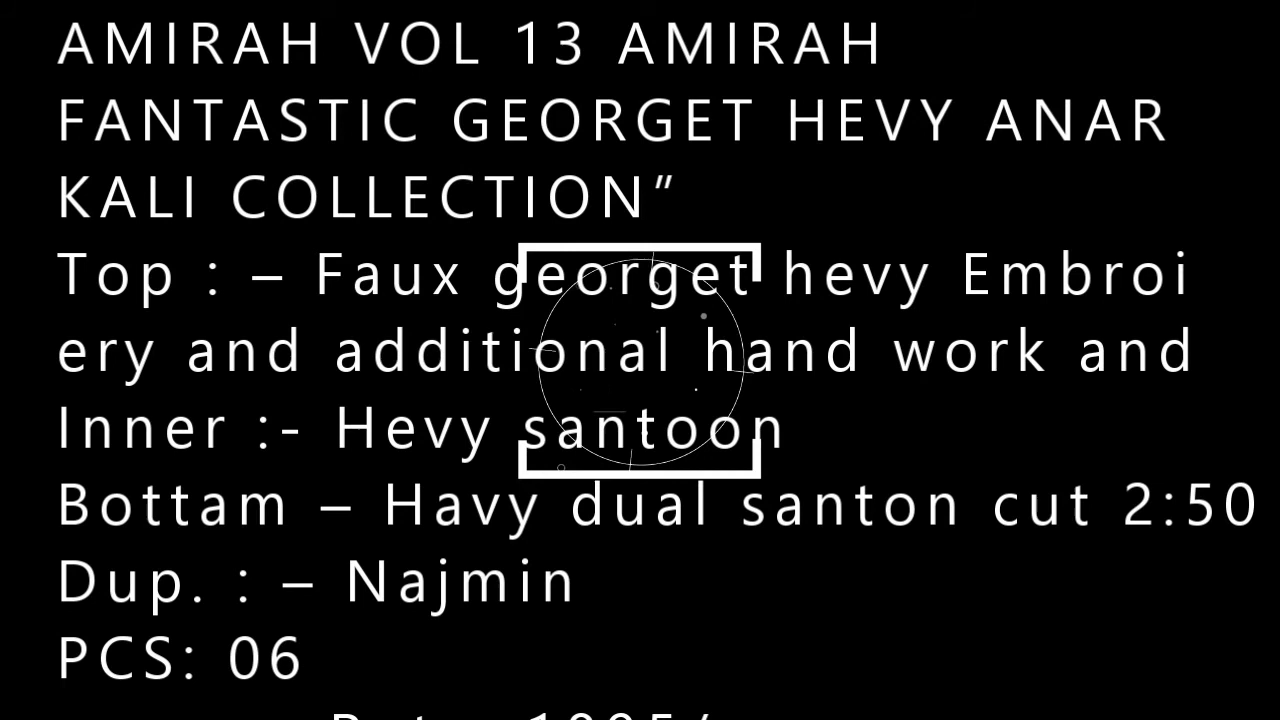 AMIRAH VOL 13 AMIRAH
FANTASTIC GEORGET HEVY ANAR
KALI COLLECTION”
Top : – Faux georget hevy Embroi
ery and additional hand work and
Inner :- Hevy santoon
Bottam – Havy dual santon cut 2:50
Dup. : – Najmin
PCS: 06